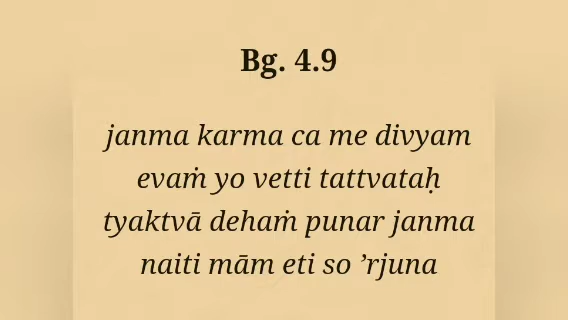 Bg. 4.9
janma karma ca me divyam
evaṁ yo vetti tattvataḥ
tyaktvā dehaṁ punar janma
naiti mām eti so ’rjuna